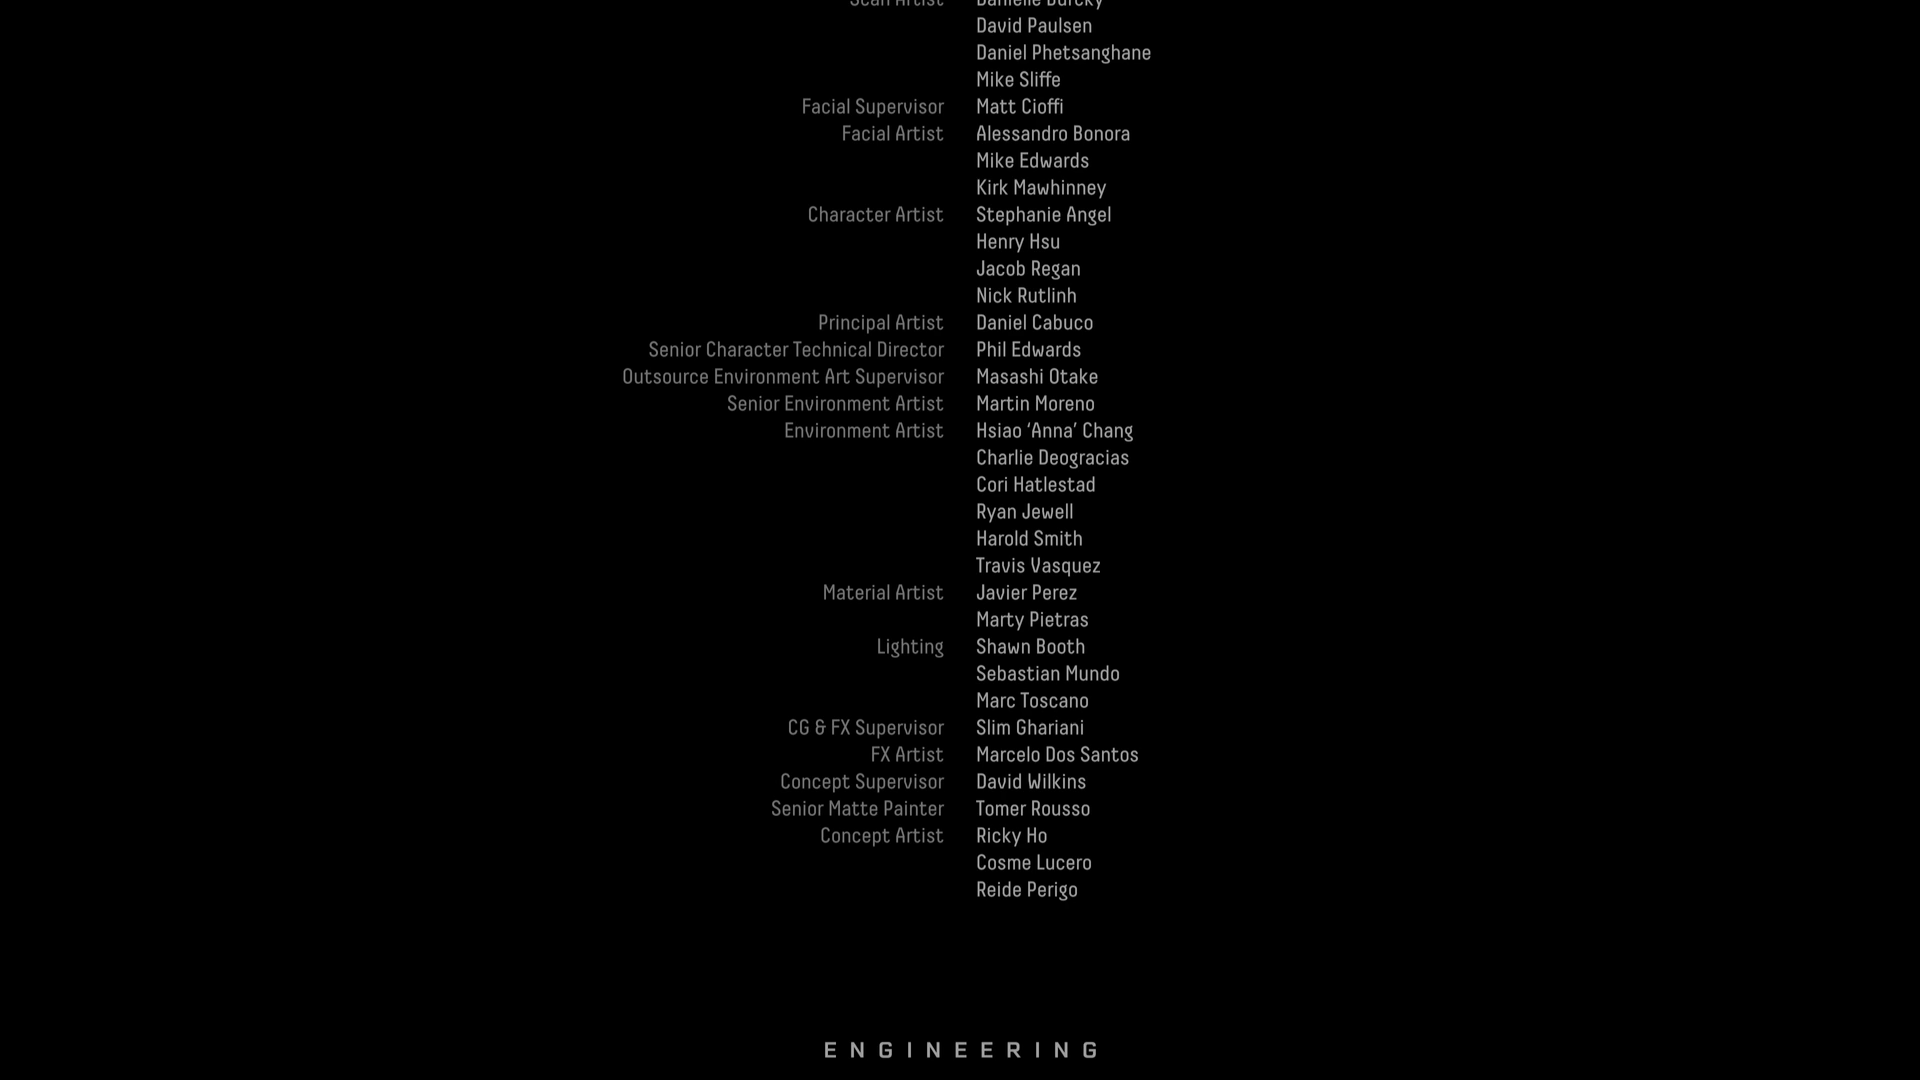 Scan Artist Danielle Burcky
David Paulsen
Daniel Phetsanghane
Mike Sliffe
Facial Supervisor Matt Cioffi
Facial Artist Alessandro Bonora
Mike Edwards
Kirk Mawhinney
Character Artist Stephanie Angel
Henry Hsu
Jacob Regan
Nick Rutlinh
Principal Artist Daniel Cabuco
Senior Character Technical Director Phil Edwards
Outsource Environment Art Supervisor Masashi Otake
Senior Environment Artist Martin Moreno
Environment Artist Hsiao ‘Anna’ Chang
Charlie Deogracias
Cori Hatlestad
Ryan Jewell
Harold Smith
Travis Vasquez
Material Artist Javier Perez
Marty Pietras
Lighting Shawn Booth
Sebastian Mundo
Marc Toscano
CG & FX Supervisor Slim Ghariani
FX Artist Marcelo Dos Santos
Concept Supervisor David Wilkins
Senior Matte Painter Tomer Rousso
Concept Artist Ricky Ho
Cosme Lucero
Reide Perigo
ENGINEERING